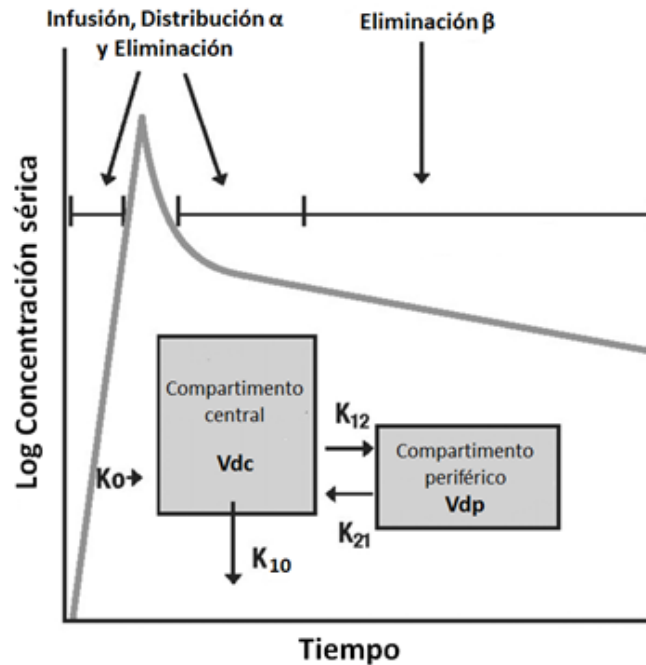 Infusión, Distribución α
y Eliminación
Eliminación β
Log Concentración sérica
Compartimento
central
Vdc
Ko
K12
K21
K10
Compartimento
periférico
Vdp
Tiempo